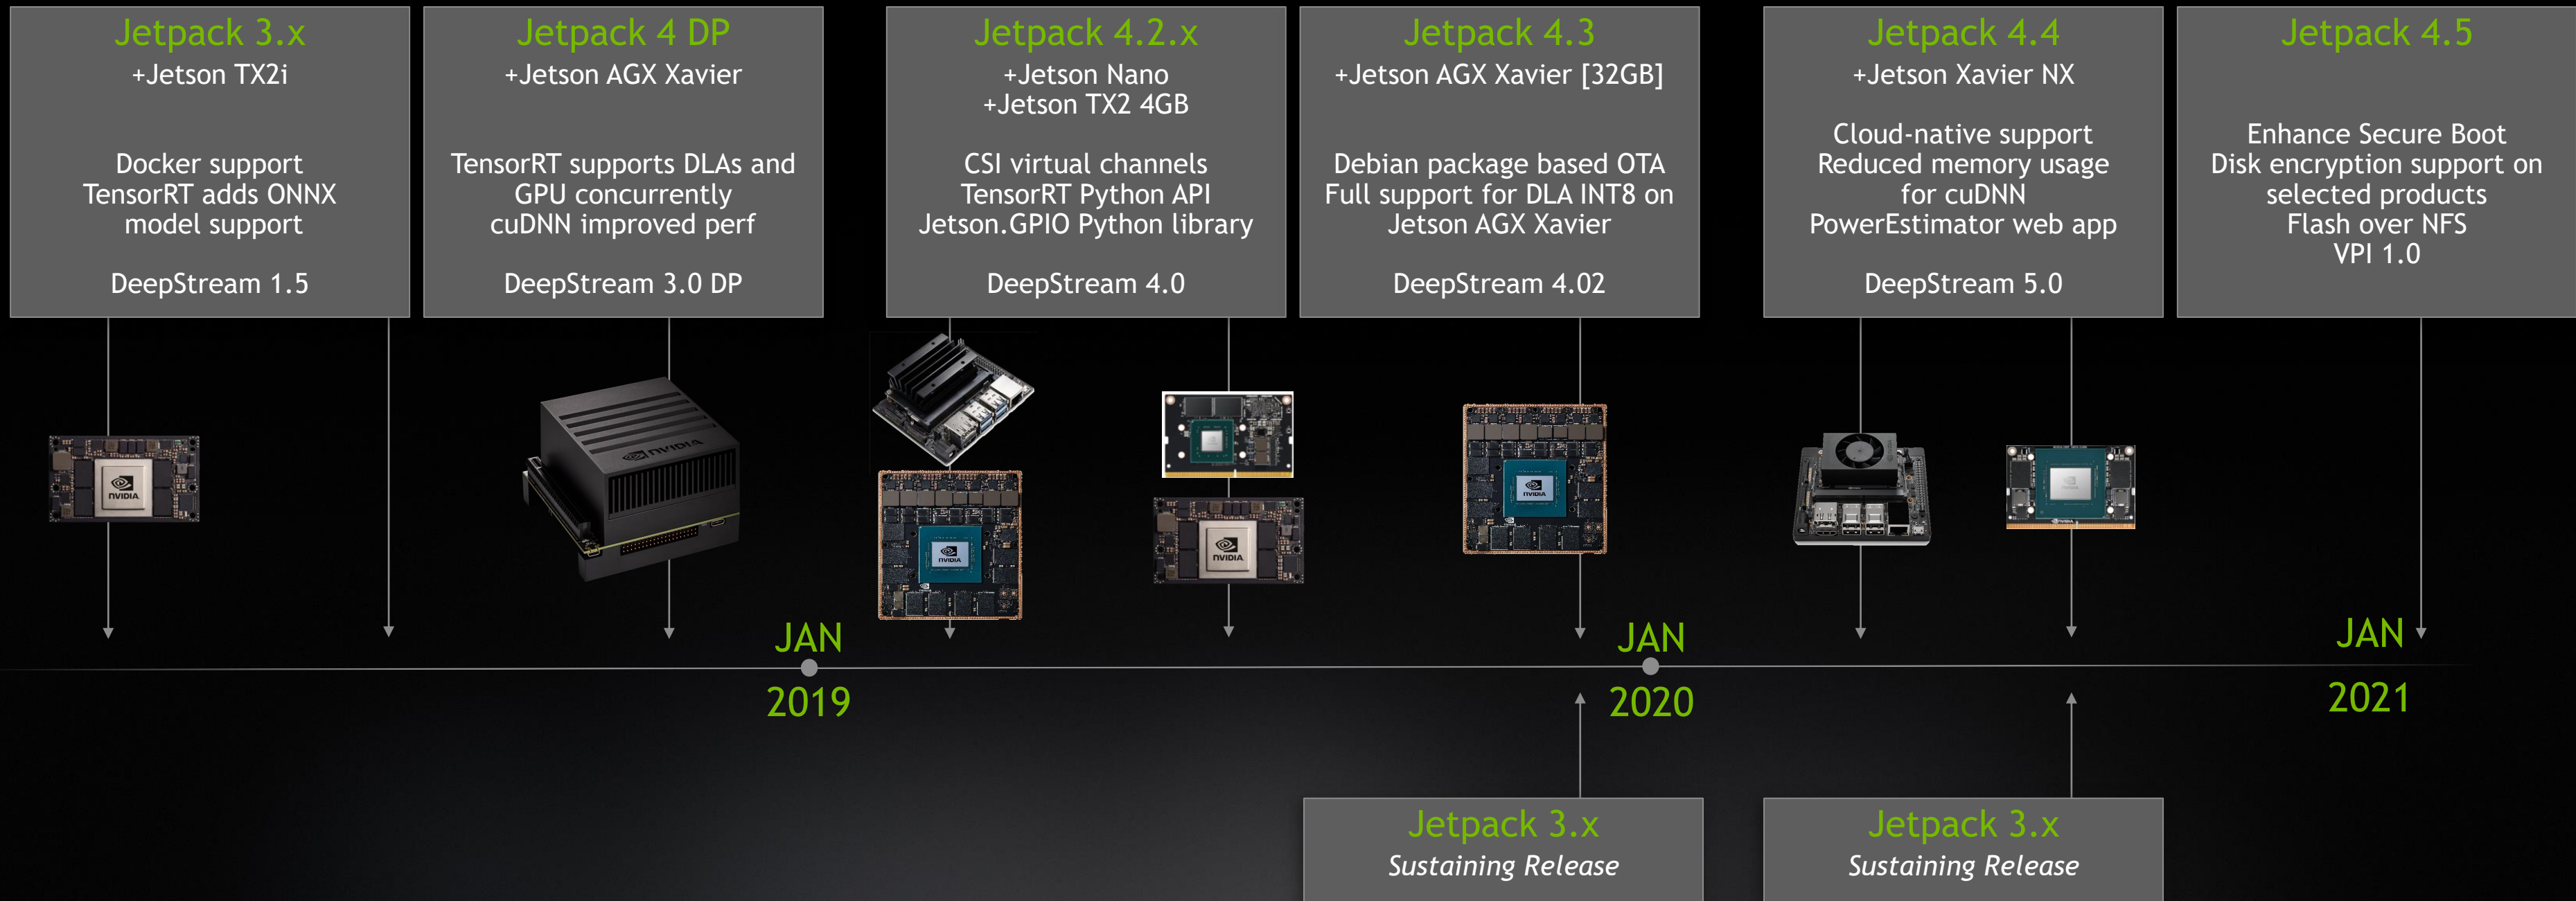 Jetpack 3.x
+Jetson TX2i
Docker support
TensorRT adds ONNX
model support
DeepStream 1.5
Jetpack 4 DP
+Jetson AGX Xavier
TensorRT supports DLAs and
GPU concurrently
cuDNN improved perf
DeepStream 3.0 DP
Jetpack 4.2.x
+Jetson Nano
+Jetson TX2 4GB
CSI virtual channels
TensorRT Python API
Jetson.GPIO Python library
DeepStream 4.0
Jetpack 4.3
+Jetson AGX Xavier [32GB]
Debian package based OTA
Full support for DLA INT8 on
Jetson AGX Xavier
DeepStream 4.02
Jetpack 4.4
+Jetson Xavier NX
Cloud-native support
Reduced memory usage
for cuDNN
PowerEstimator web app
DeepStream 5.0
Jetpack 4.5
Enhance Secure Boot
Disk encryption support on
selected products
Flash over NFS
VPI 1.0
NVIDIA
NVIDIA
NVIDIA
NVIDIA
NVIDIA
JAN
2019
JAN
2020
JAN
2021
Jetpack 3.x
Sustaining Release
Jetpack 3.x
Sustaining Release